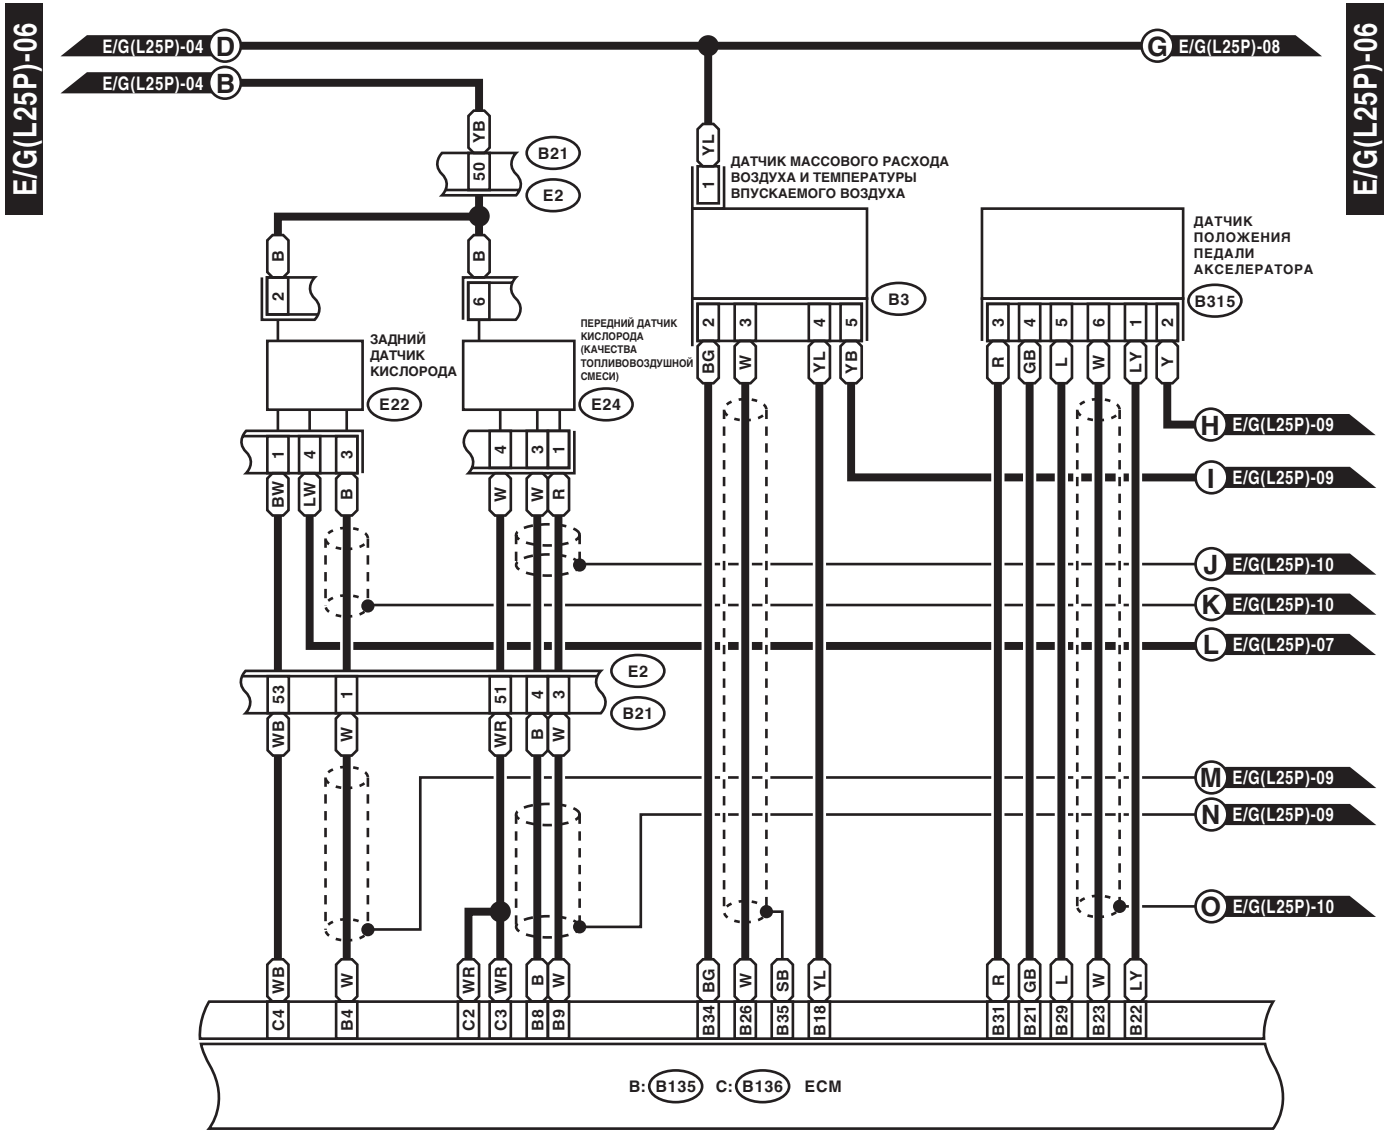 E/G(L25P)-06
E/G(L25P)-06
E/G(L25P)-04 D
G E/G(L25P)-08
E/G(L25P)-04 B
YB
50
B21
E2
YL
1
ДАТЧИК МАССОВОГО РАСХОДА
ВОЗДУХА И ТЕМПЕРАТУРЫ
ВПУСКАЕМОГО ВОЗДУХА
ДАТЧИК
ПОЛОЖЕНИЯ
ПЕДАЛИ
АКСЕЛЕРАТОРА
B B
2 6
B3
B315
ЗАДНИЙ
ДАТЧИК
КИСЛОРОДА
E22
ПЕРЕДНИЙ ДАТЧИК
КИСЛОРОДА
(КАЧЕСТВА
ТОПЛИВОВОЗДУШНОЙ
СМЕСИ)
E24
2 3 4 5 3 4 5 6 1 2
BG W YL YB R GB L W LY Y
H E/G(L25P)-09
1 4 3 4 3 1
I E/G(L25P)-09
BW LW B W W R
J E/G(L25P)-10
K E/G(L25P)-10
L E/G(L25P)-07
E2
53 1 51 4 3
B21
WB W WR B W
M E/G(L25P)-09
N E/G(L25P)-09
O E/G(L25P)-10
WB W WR WR B W BG W SB YL R GB L W LY
C4 B4 C2 C3 B8 B9 B34 B26 B35 B18 B31 B21 B29 B23 B22
B: B135 C: B136 ECM